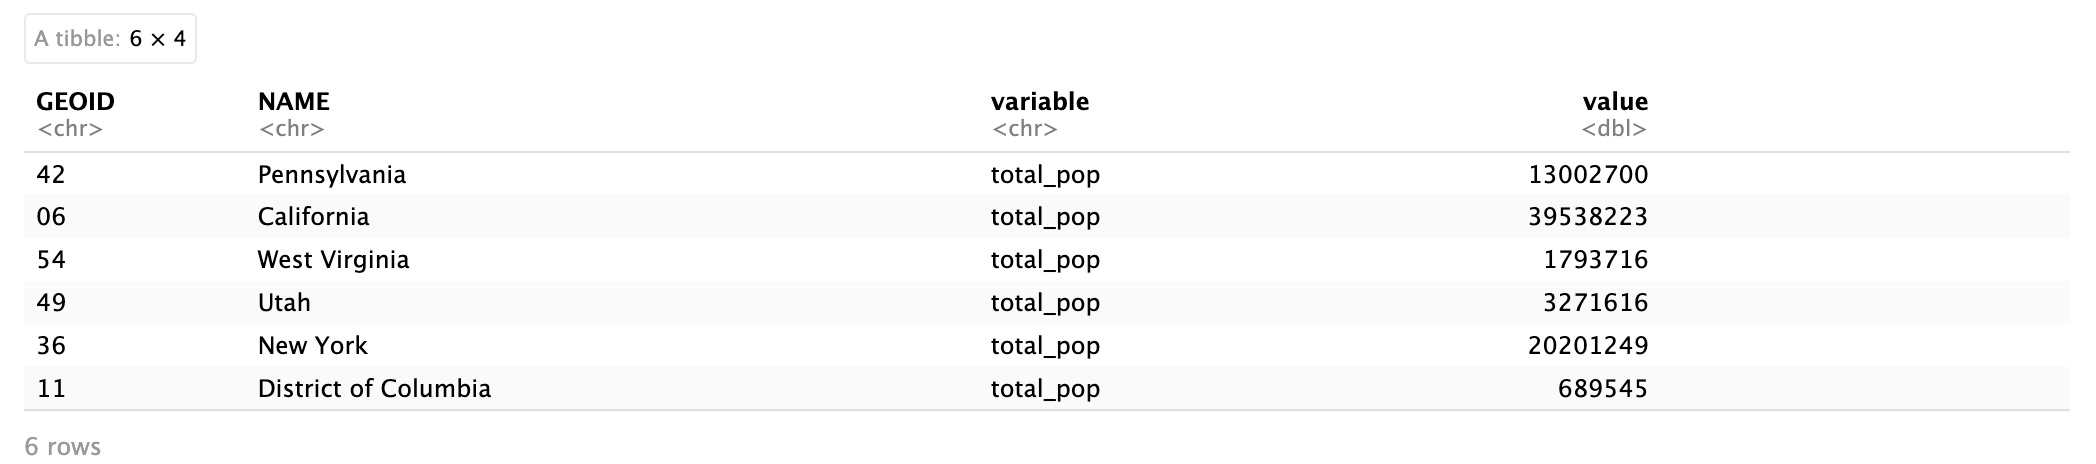 A tibble: 6 × 4
GEOID NAME variable value
<chr> <chr> <chr> <dbl>
42 Pennsylvania total_pop 13002700
06 California total_pop 39538223
54 West Virginia total_pop 1793716
49 Utah total_pop 3271616
36 New York total_pop 20201249
11 District of Columbia total_pop 689545
6 rows